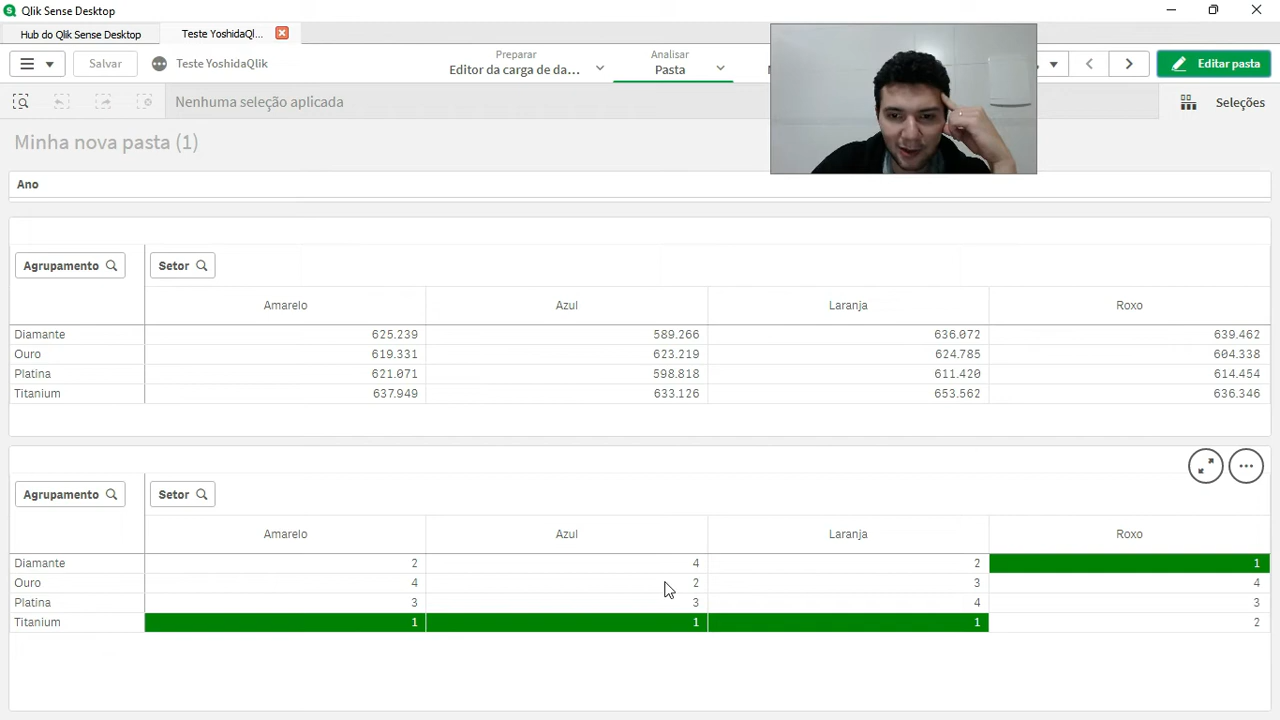 Qlik Sense Desktop
Hub do Qlik Sense Desktop
Teste YoshidaQl...
Salvar
Teste YoshidaQlik
Preparar
Editor da carga de da...
Analisar
Pasta
Editar pasta
Nenhuma seleção aplicada
Seleções
Minha nova pasta (1)
Ano
Agrupamento Setor
Amarelo Azul Laranja Roxo
Diamante 625.239 589.266 636.072 639.462
Ouro 619.331 623.219 624.785 604.338
Platina 621.071 598.818 611.420 614.454
Titanium 637.949 633.126 653.562 636.346
Agrupamento Setor
Amarelo Azul Laranja Roxo
Diamante 2 4 2 1
Ouro 4 2 3 4
Platina 3 3 4 3
Titanium 1 1 1 2